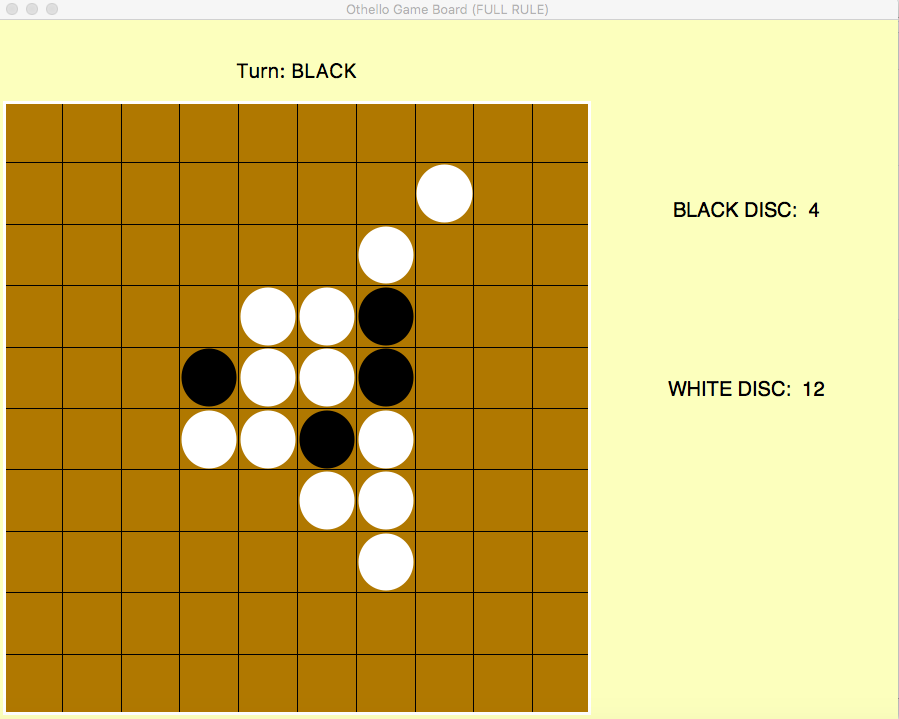 Othello Game Board (FULL RULE)
Turn: BLACK
BLACK DISC: 4
WHITE DISC: 12